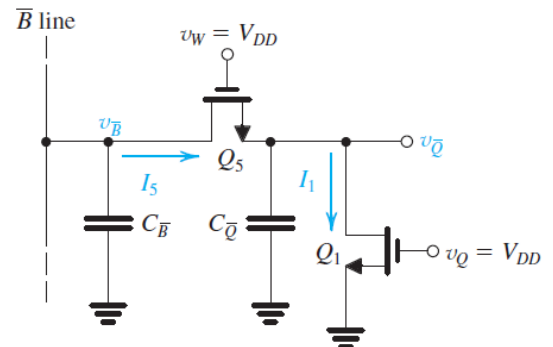 B̅ line
v_W = V_DD
v_B̅
I_5
Q_5
C_B̅
C_Q̅
I_1
Q_1
v_Q̅
v_Q = V_DD